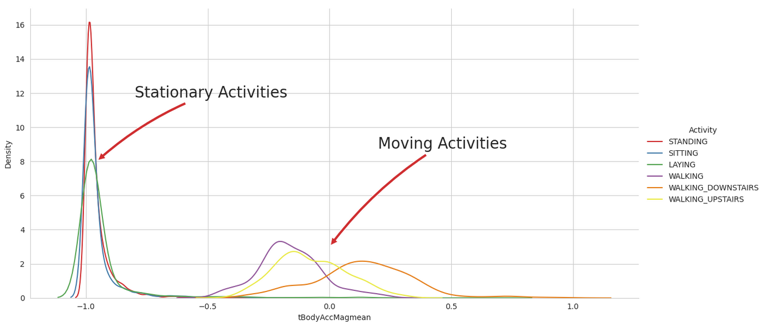 16
14
12
10
8
6
4
2
0
Density
Stationary Activities
Moving Activities
Activity
STANDING
SITTING
LAYING
WALKING
WALKING_DOWNSTAIRS
WALKING_UPSTAIRS
−1.0 −0.5 0.0 0.5 1.0
tBodyAccMagmean